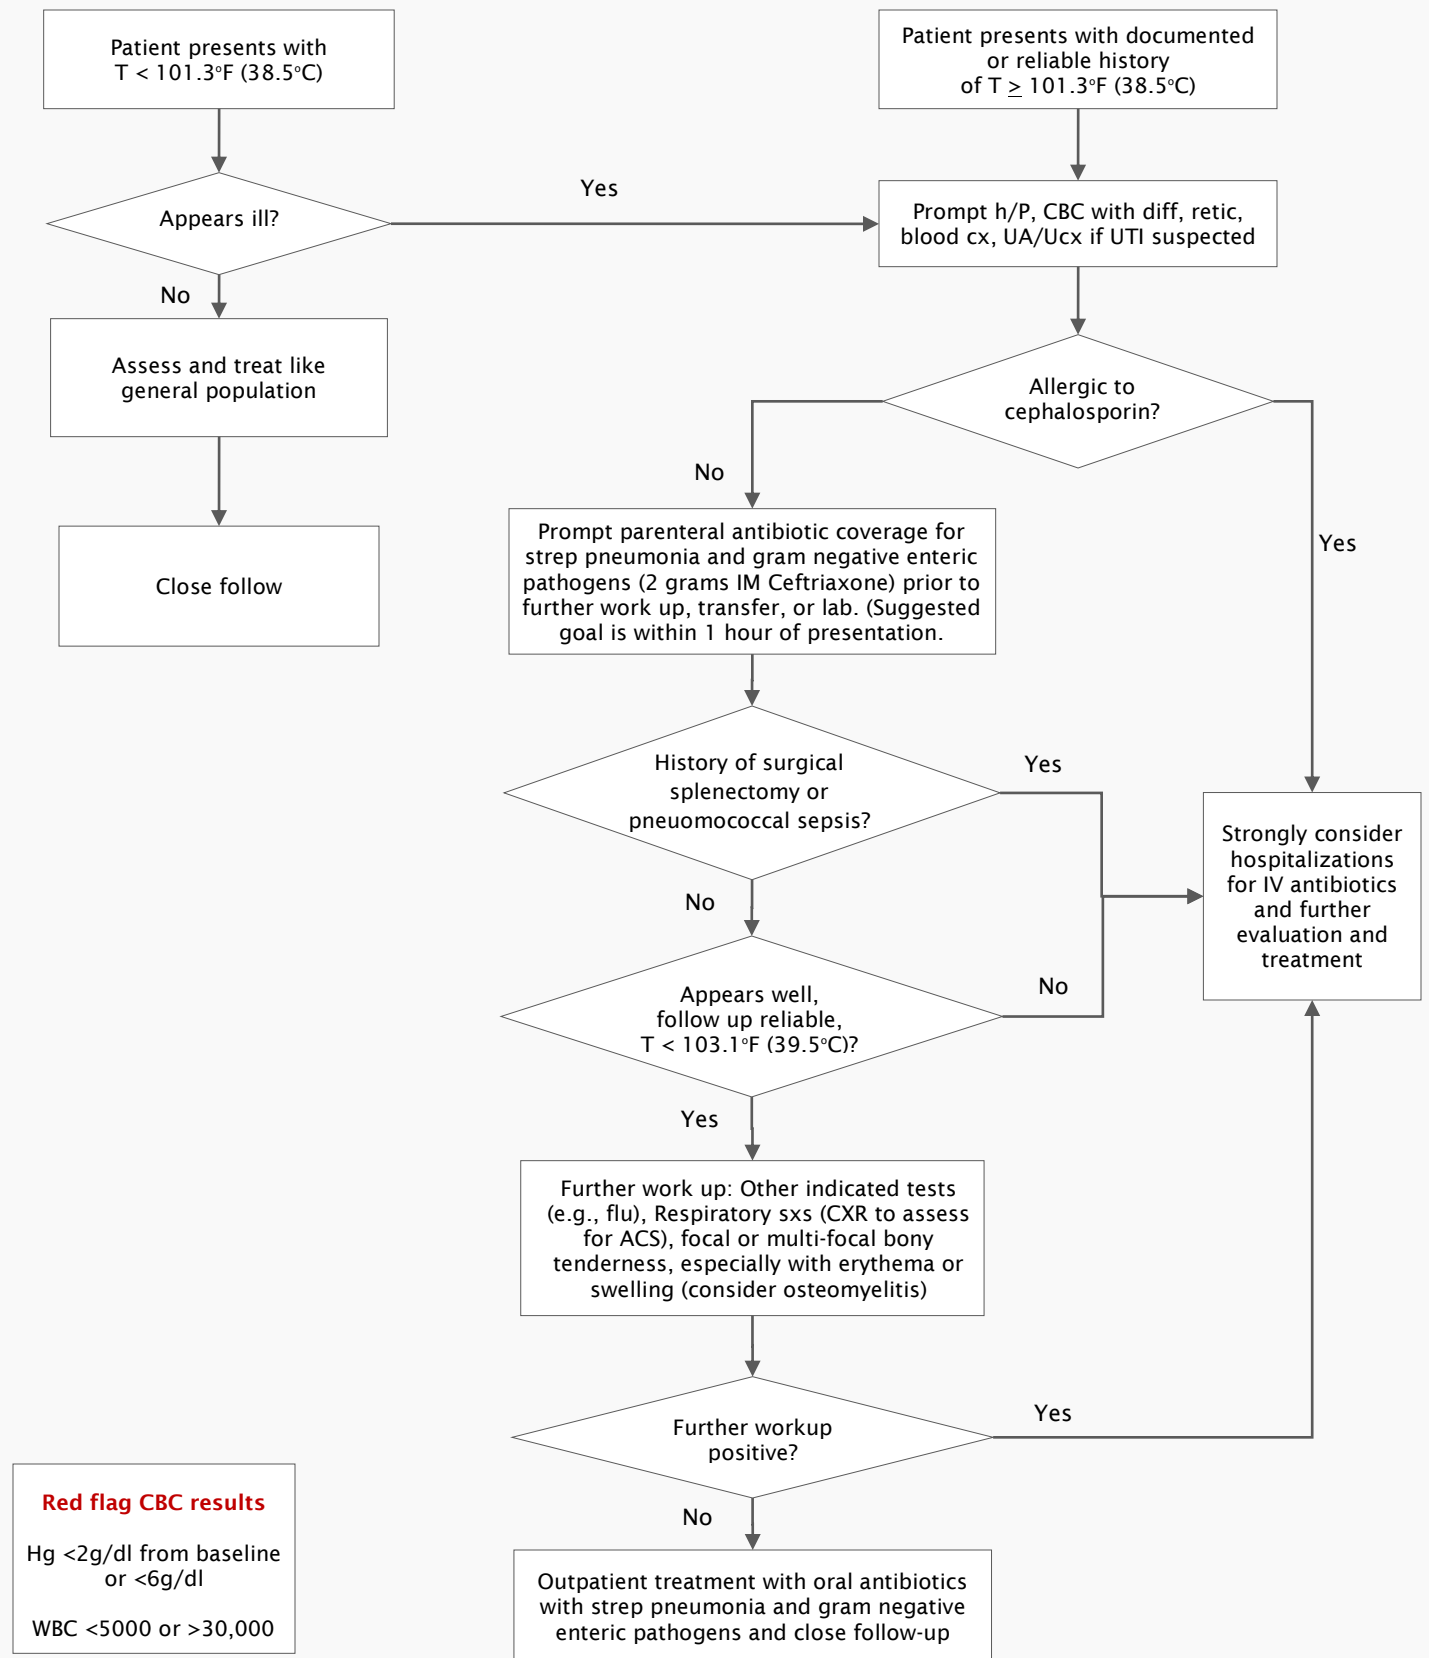 Patient presents with
T < 101.3°F (38.5°C)
Patient presents with documented
or reliable history
of T ≥ 101.3°F (38.5°C)
Appears ill?
Yes
Prompt h/P, CBC with diff, retic,
blood cx, UA/Ucx if UTI suspected
No
Assess and treat like
general population
Allergic to
cephalosporin?
No
Yes
Close follow
Prompt parenteral antibiotic coverage for
strep pneumonia and gram negative enteric
pathogens (2 grams IM Ceftriaxone) prior to
further work up, transfer, or lab. (Suggested
goal is within 1 hour of presentation.
History of surgical
splenectomy or
pneuomococcal sepsis?
Yes
No
Strongly consider
hospitalizations
for IV antibiotics
and further
evaluation and
treatment
Appears well,
follow up reliable,
T < 103.1°F (39.5°C)?
No
Yes
Further work up: Other indicated tests
(e.g., flu), Respiratory sxs (CXR to assess
for ACS), focal or multi-focal bony
tenderness, especially with erythema or
swelling (consider osteomyelitis)
Further workup
positive?
Yes
No
Outpatient treatment with oral antibiotics
with strep pneumonia and gram negative
enteric pathogens and close follow-up
Red flag CBC results
Hg <2g/dl from baseline
or <6g/dl
WBC <5000 or >30,000